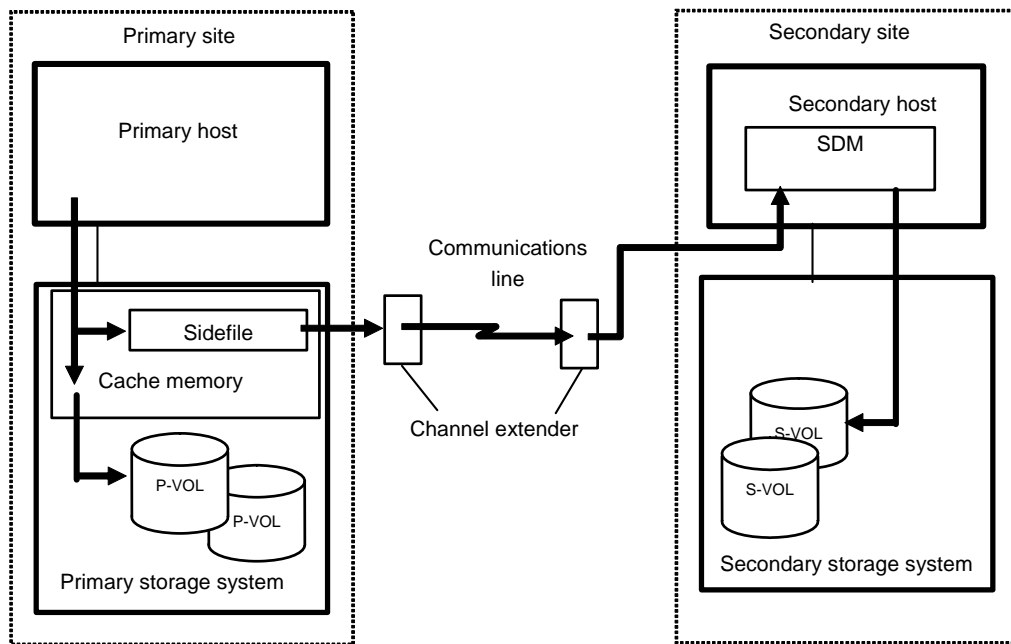 Primary site
Primary host
Sidefile
Cache memory
P-VOL
P-VOL
Primary storage system
Communications
line
Channel extender
Secondary site
Secondary host
SDM
S-VOL
S-VOL
Secondary storage system